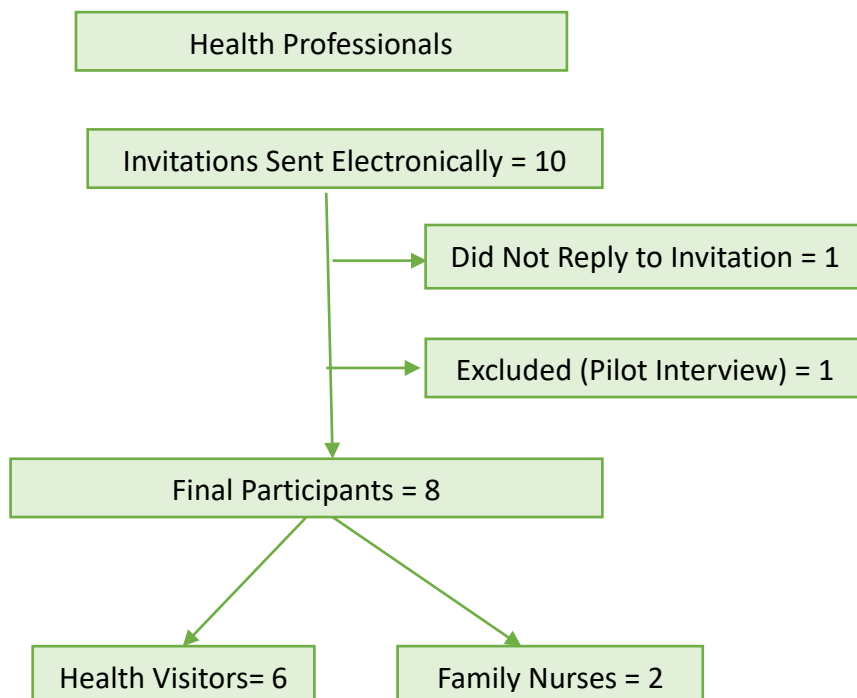 Health Professionals
Invitations Sent Electronically = 10
Did Not Reply to Invitation = 1
Excluded (Pilot Interview) = 1
Final Participants = 8
Health Visitors= 6
Family Nurses = 2